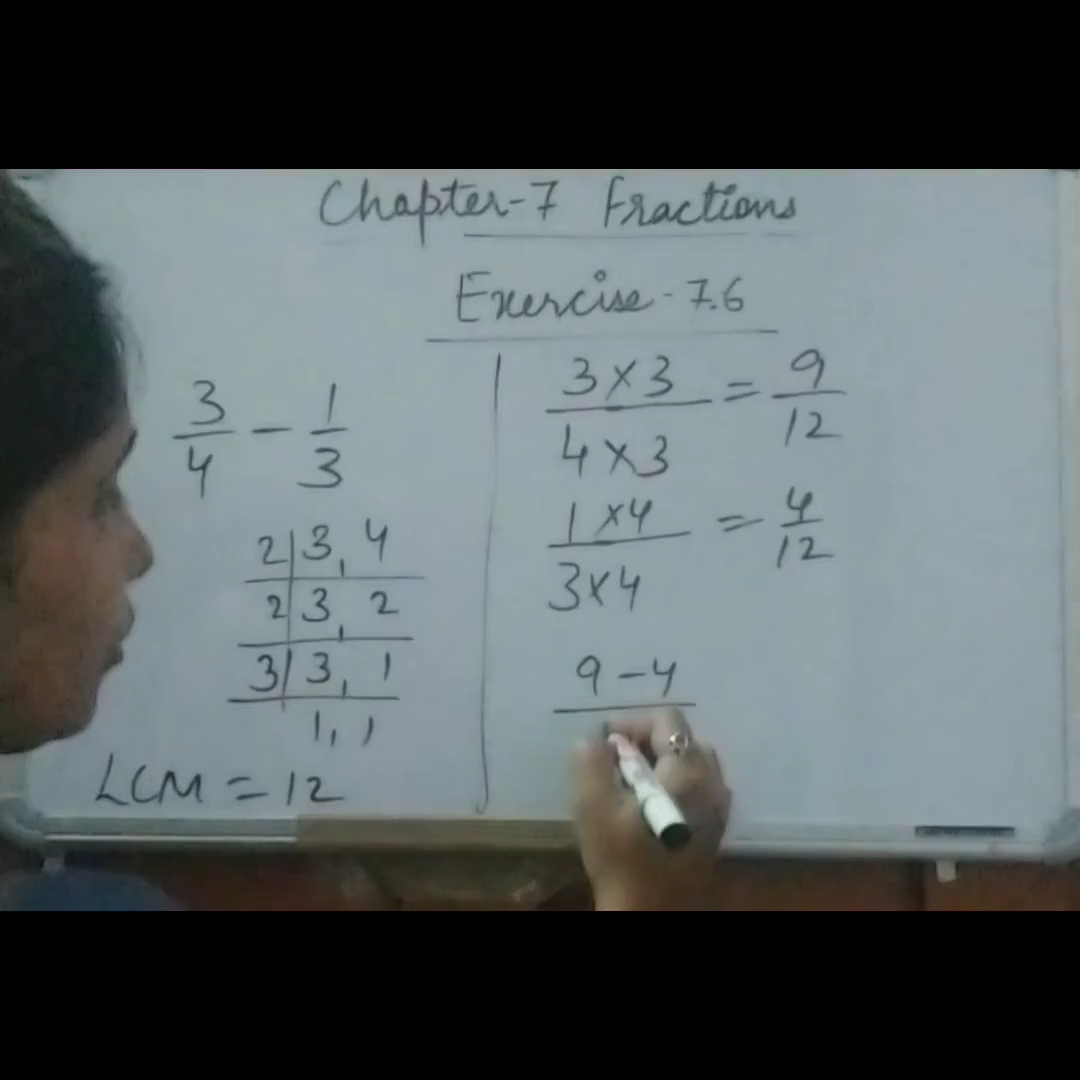 Chapter-7 Fractions
Exercise-7.6
3/4 - 1/3
2|3, 4
2|3, 2
3|3, 1
1, 1
LCM = 12
3×3/4×3 = 9/12
1×4/3×4 = 4/12
9-4